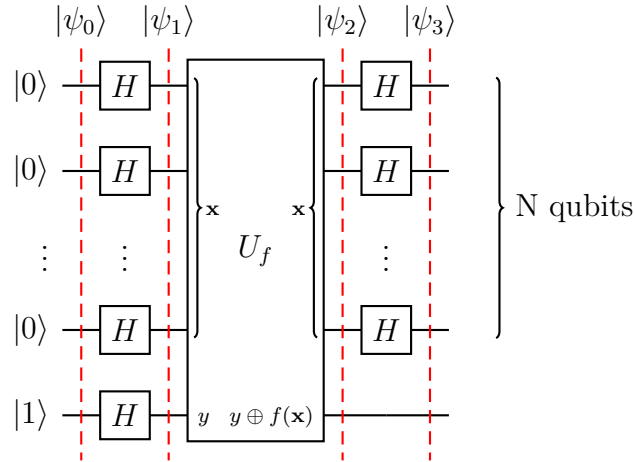 |ψ₀⟩ |ψ₁⟩ |ψ₂⟩ |ψ₃⟩
|0⟩ H H
|0⟩ H H
x x N qubits
U_f
⋮ ⋮ ⋮
|0⟩ H H
|1⟩ H y y ⊕ f(x)